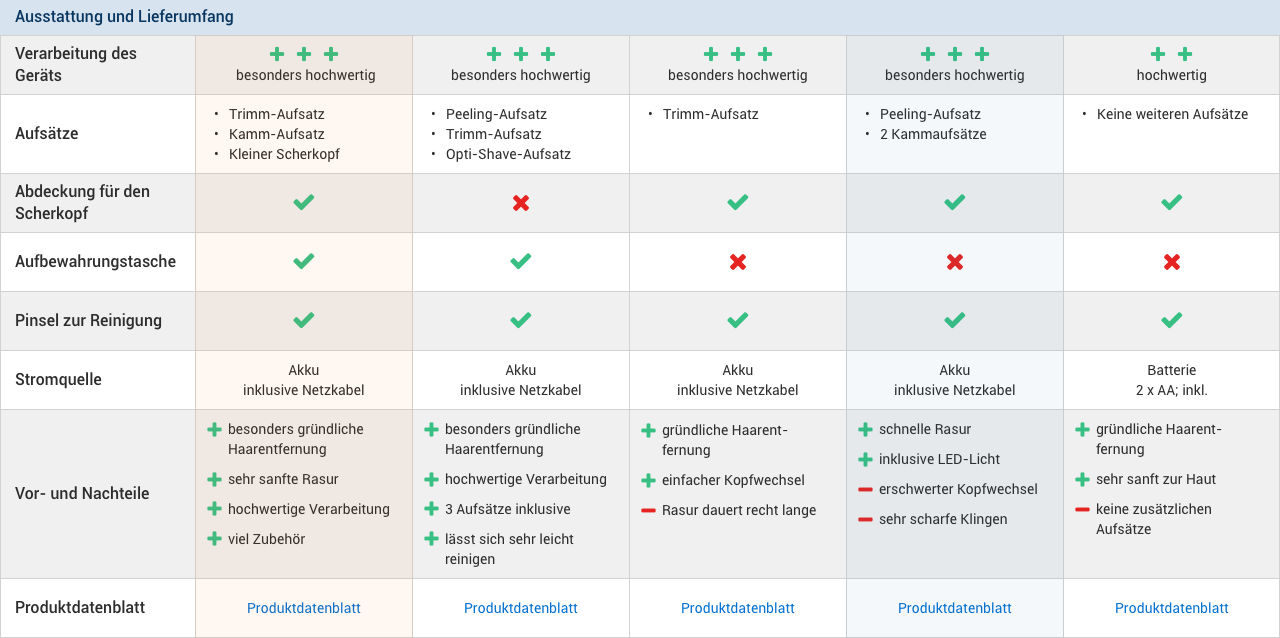 Ausstattung und Lieferumfang
Verarbeitung des
Geräts
besonders hochwertig
besonders hochwertig
besonders hochwertig
besonders hochwertig
hochwertig
Aufsätze
• Trimm-Aufsatz
• Kamm-Aufsatz
• Kleiner Scherkopf
• Peeling-Aufsatz
• Trimm-Aufsatz
• Opti-Shave-Aufsatz
• Trimm-Aufsatz
• Peeling-Aufsatz
• 2 Kammaufsätze
• Keine weiteren Aufsätze
Abdeckung für den
Scherkopf
Aufbewahrungstasche
Pinsel zur Reinigung
Stromquelle
Akku
inklusive Netzkabel
Akku
inklusive Netzkabel
Akku
inklusive Netzkabel
Akku
inklusive Netzkabel
Batterie
2 x AA; inkl.
Vor- und Nachteile
besonders gründliche
Haarentfernung
sehr sanfte Rasur
hochwertige Verarbeitung
viel Zubehör
besonders gründliche
Haarentfernung
hochwertige Verarbeitung
3 Aufsätze inklusive
lässt sich sehr leicht
reinigen
gründliche Haarent-
fernung
einfacher Kopfwechsel
Rasur dauert recht lange
schnelle Rasur
inklusive LED-Licht
erschwerter Kopfwechsel
sehr scharfe Klingen
gründliche Haarent-
fernung
sehr sanft zur Haut
keine zusätzlichen
Aufsätze
Produktdatenblatt
Produktdatenblatt
Produktdatenblatt
Produktdatenblatt
Produktdatenblatt
Produktdatenblatt